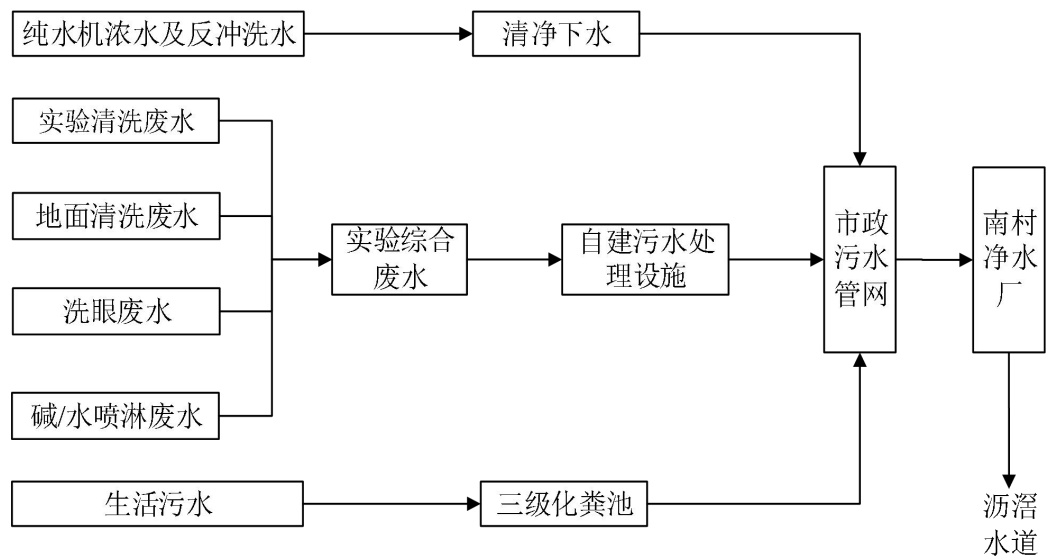 纯水机浓水及反冲洗水
清净下水
实验清洗废水
地面清洗废水
洗眼废水
碱/水喷淋废水
实验综合
废水
自建污水处
理设施
市政
污水
管网
南村
净水
厂
生活污水
三级化粪池
沥滘
水道